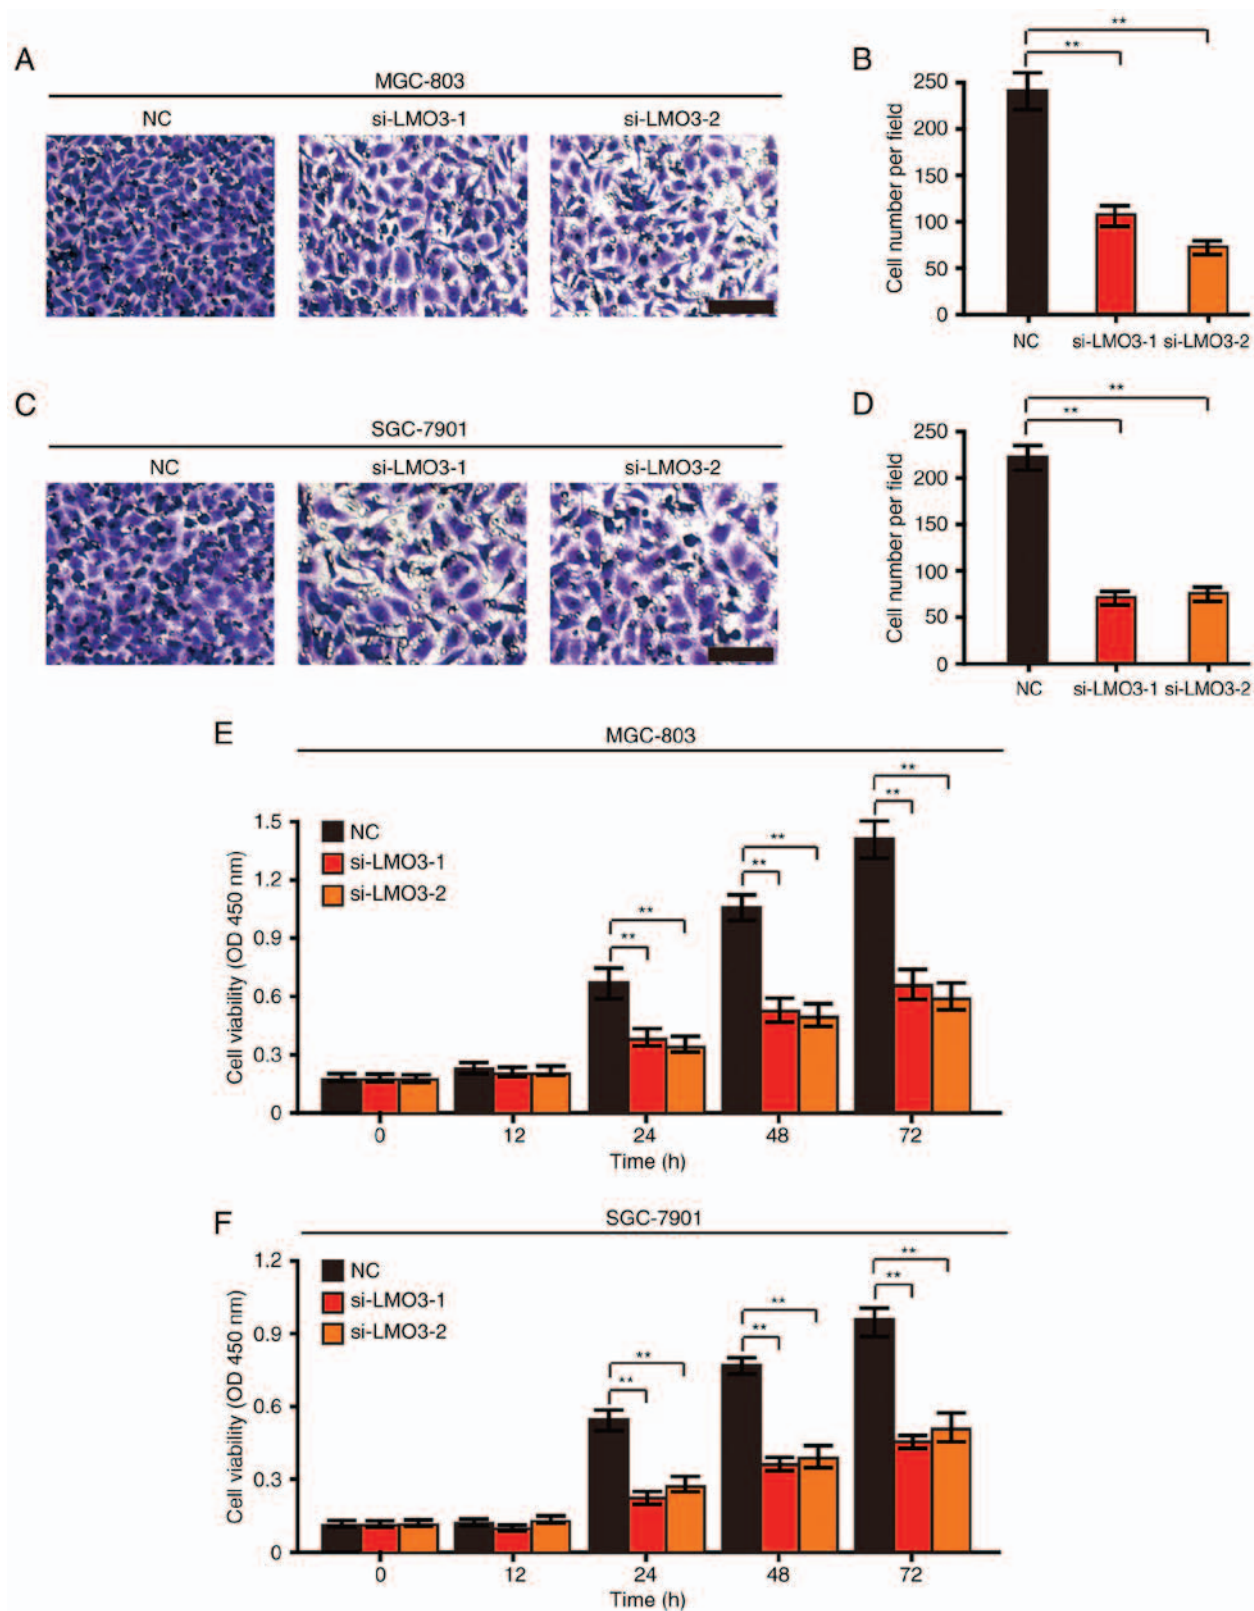 A
MGC-803
NC si-LMO3-1 si-LMO3-2
B
** **
Cell number per field
250
200
150
100
50
0
NC si-LMO3-1 si-LMO3-2
C
SGC-7901
NC si-LMO3-1 si-LMO3-2
D
** **
Cell number per field
250
200
150
100
50
0
NC si-LMO3-1 si-LMO3-2
E
MGC-803
NC
si-LMO3-1
si-LMO3-2
** ** ** ** ** **
Cell viability (OD 450 nm)
1.5
1.2
0.9
0.6
0.3
0
0 12 24 48 72
Time (h)
F
SGC-7901
NC
si-LMO3-1
si-LMO3-2
** ** ** ** ** **
Cell viability (OD 450 nm)
1.2
0.9
0.6
0.3
0
0 12 24 48 72
Time (h)